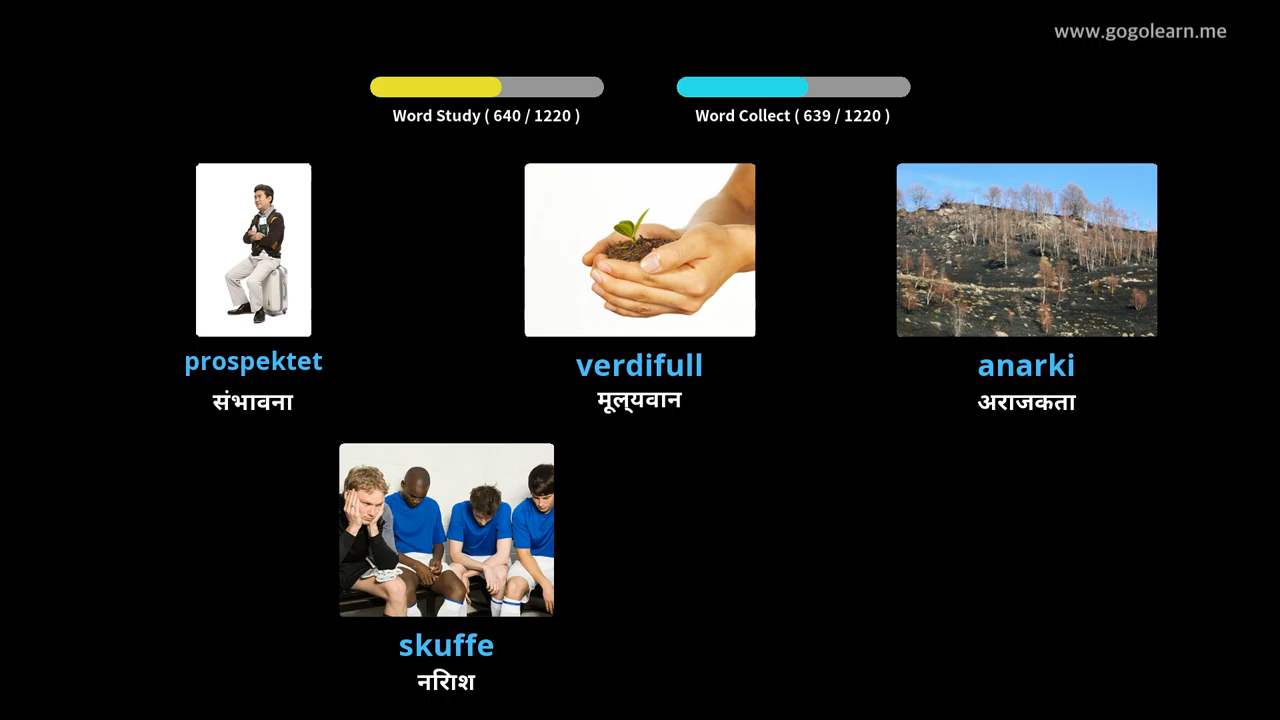 www.gogolearn.me
Word Study ( 640 / 1220 )
Word Collect ( 639 / 1220 )
prospektet
संभावना
verdifull
मूल्यवान
anarki
अराजकता
skuffe
निराश